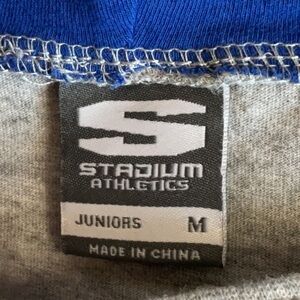 STADIUM
ATHLETICS
JUNIORS M
MADE IN CHINA